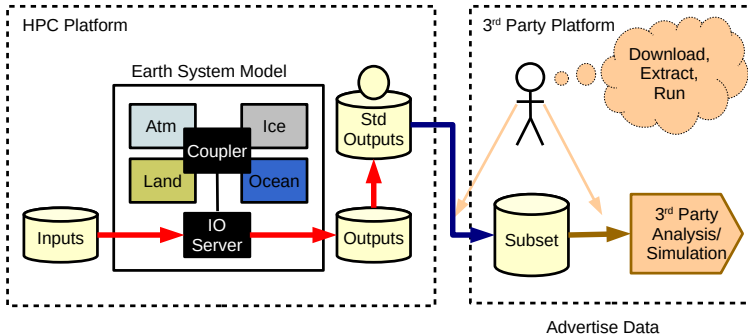 HPC Platform
3rd Party Platform
Download,
Extract,
Run
Earth System Model
Atm
Ice
Coupler
Land
Ocean
Std
Outputs
Inputs
IO
Server
Outputs
Subset
3rd Party
Analysis/
Simulation
Advertise Data